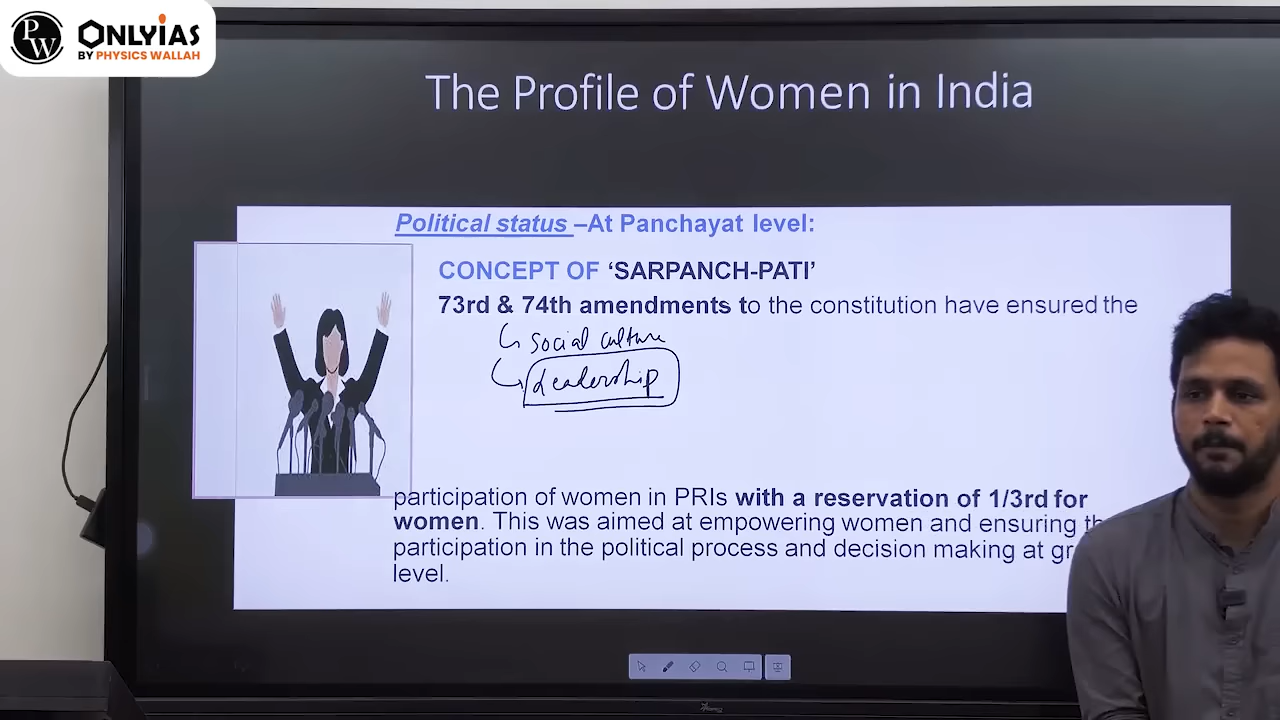 PW
ONLYIAS
BY PHYSICS WALLAH
The Profile of Women in India
Political status –At Panchayat level:
CONCEPT OF ‘SARPANCH-PATI’
73rd & 74th amendments to the constitution have ensured the
social culture
Leadership
participation of women in PRIs with a reservation of 1/3rd for
women. This was aimed at empowering women and ensuring
participation in the political process and decision making at
level.